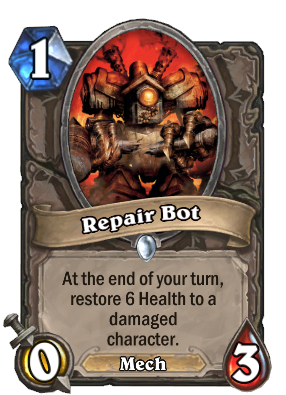 1
Repair Bot
At the end of your turn,
restore 6 Health to a
damaged
character.
Mech
0
3